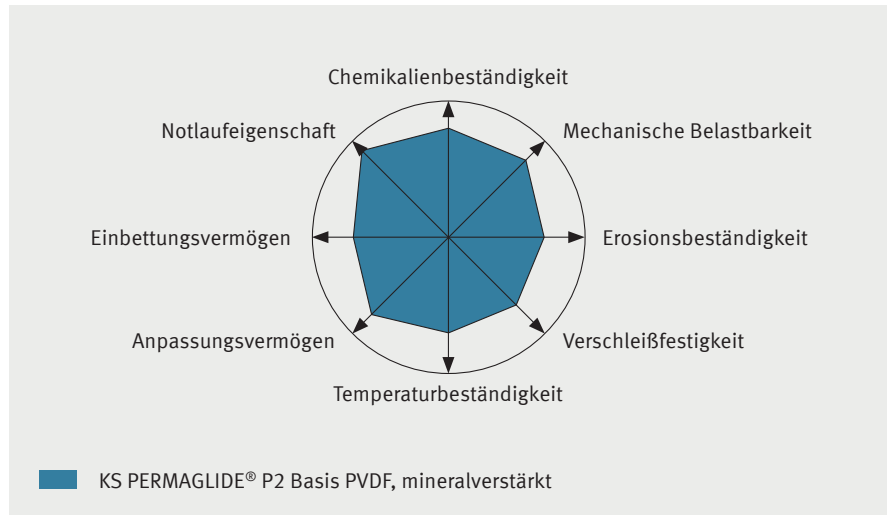 Chemikalienbeständigkeit
Notlaufeigenschaft
Mechanische Belastbarkeit
Einbettungsvermögen
Erosionsbeständigkeit
Anpassungsvermögen
Verschleißfestigkeit
Temperaturbeständigkeit
KS PERMAGLIDE® P2 Basis PVDF, mineralverstärkt